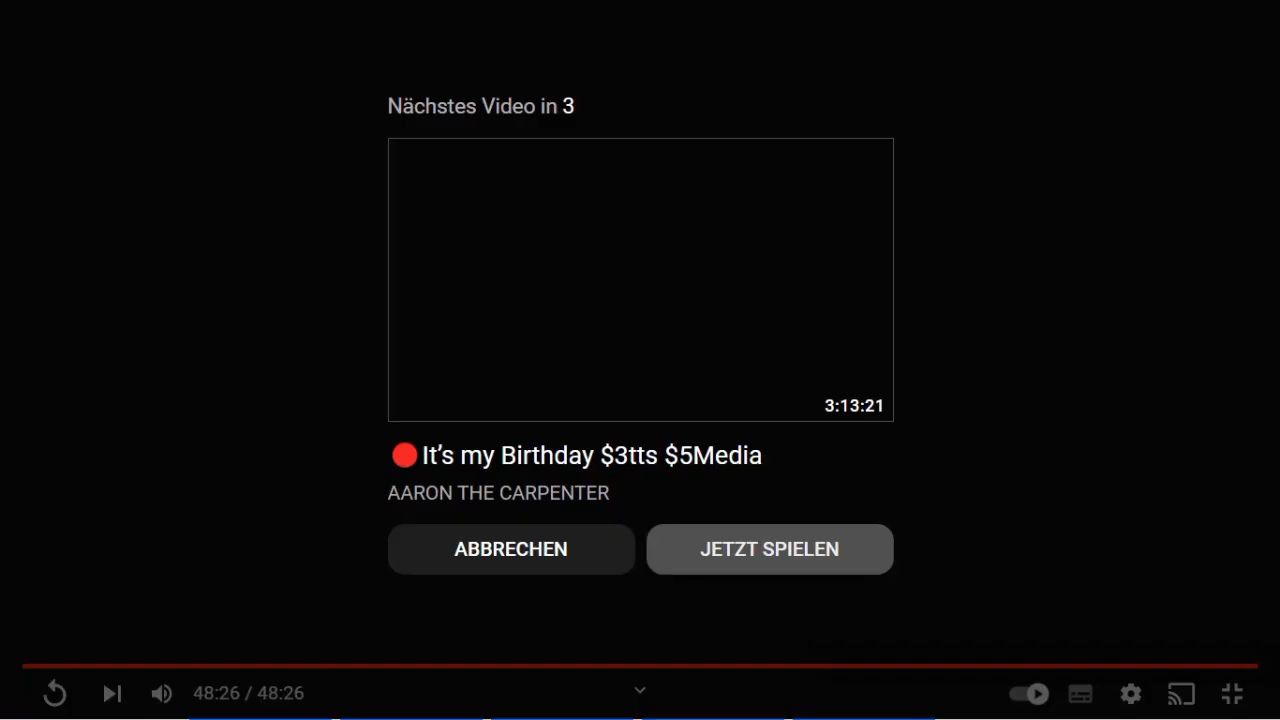 Nächstes Video in 3
3:13:21
🔴It’s my Birthday $3tts $5Media
AARON THE CARPENTER
ABBRECHEN
JETZT SPIELEN
48:26 / 48:26